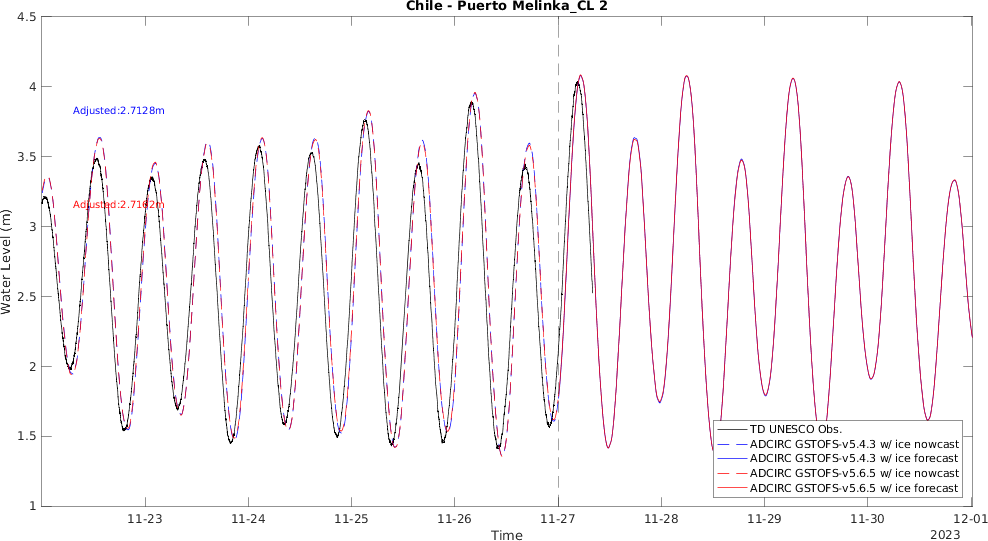 Chile - Puerto Melinka_CL 2
4.5
4
3.5
3
2.5
2
1.5
1
Water Level (m)
Adjusted:2.7128m
Adjusted:2.7162m
TD UNESCO Obs.
ADCIRC GSTOFS-v5.4.3 w/ ice nowcast
ADCIRC GSTOFS-v5.4.3 w/ ice forecast
ADCIRC GSTOFS-v5.6.5 w/ ice nowcast
ADCIRC GSTOFS-v5.6.5 w/ ice forecast
11-23 11-24 11-25 11-26 11-27 11-28 11-29 11-30 12-01
Time
2023